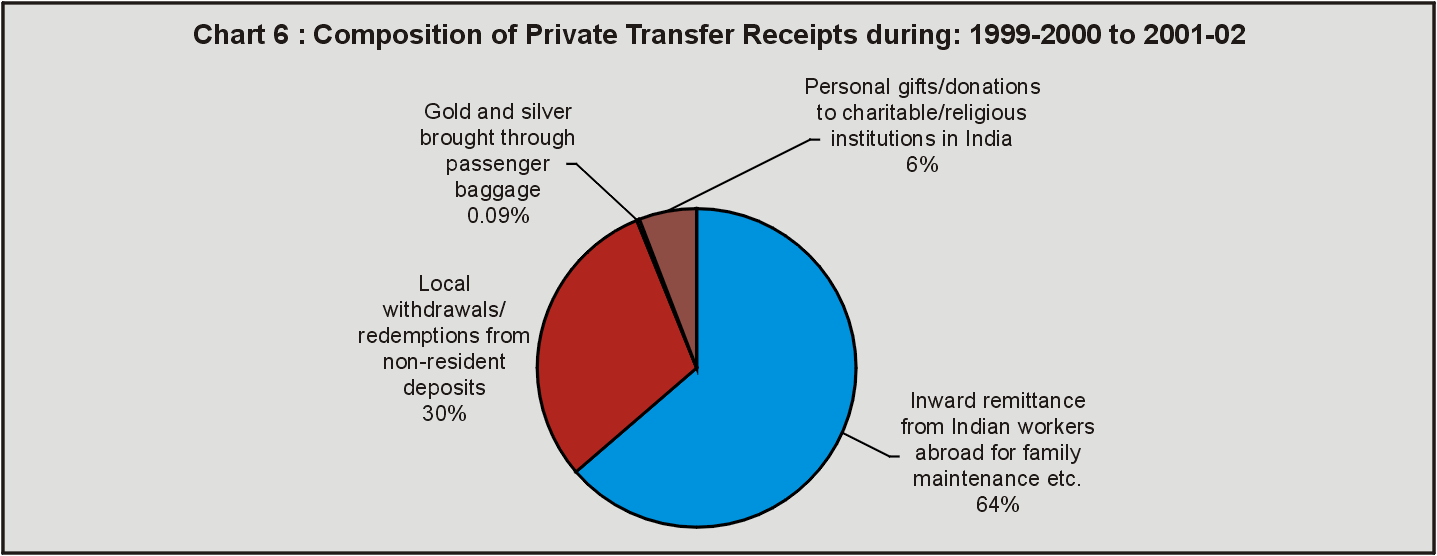 Chart 6 : Composition of Private Transfer Receipts during: 1999-2000 to 2001-02
Personal gifts/donations
to charitable/religious
institutions in India
6%
Gold and silver
brought through
passenger
baggage
0.09%
Local
withdrawals/
redemptions from
non-resident
deposits
30%
Inward remittance
from Indian workers
abroad for family
maintenance etc.
64%